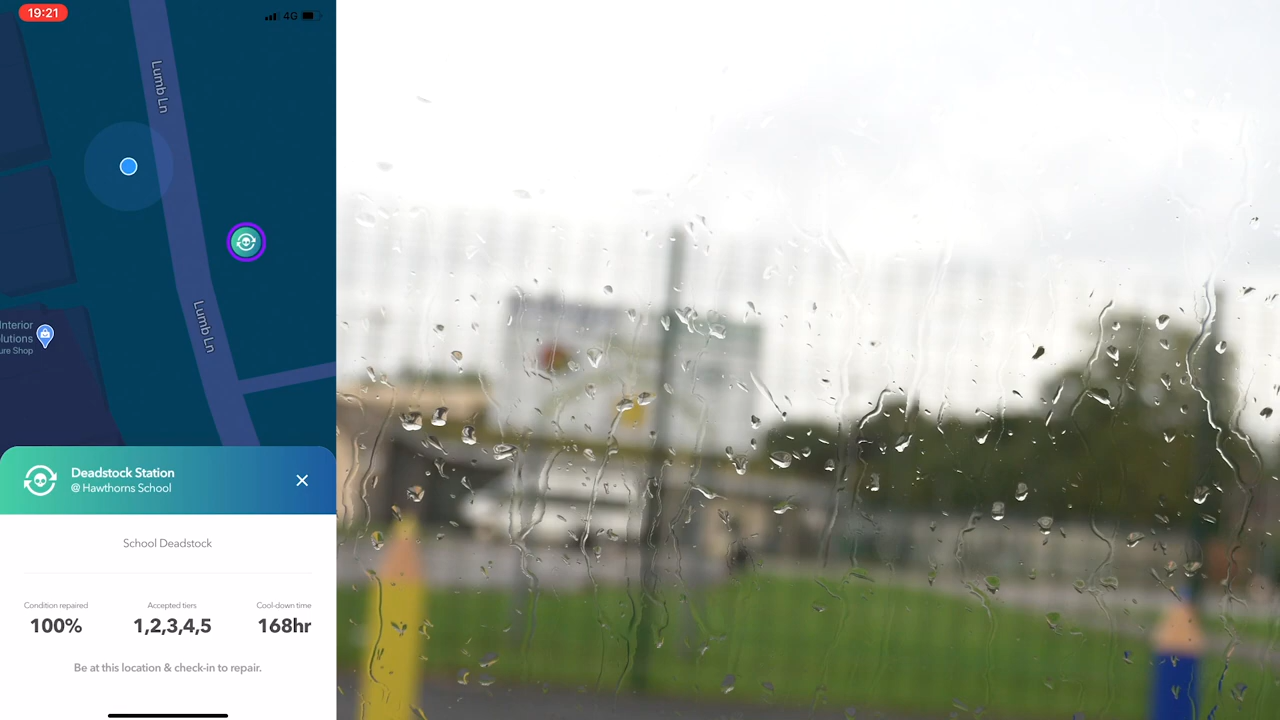 19:21
4G
Lumb Ln
Lumb Ln
Interior
lutions
ure Shop
Deadstock Station
@ Hawthorns School
School Deadstock
Condition repaired
Accepted tiers
Cool-down time
100%
1,2,3,4,5
168hr
Be at this location & check-in to repair.